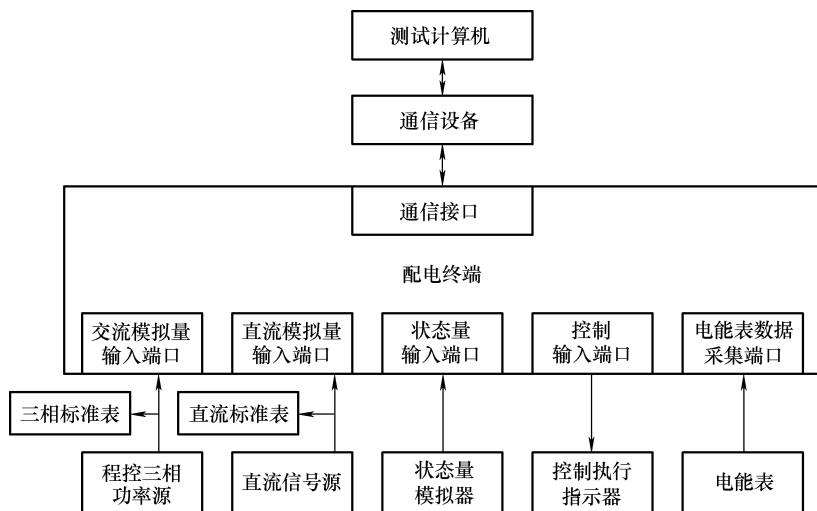 测试计算机
通信设备
通信接口
配电终端
交流模拟量
输入端口
直流模拟量
输入端口
状态量
输入端口
控制
输入端口
电能表数据
采集端口
三相标准表
直流标准表
程控三相
功率源
直流信号源
状态量
模拟器
控制执行
指示器
电能表